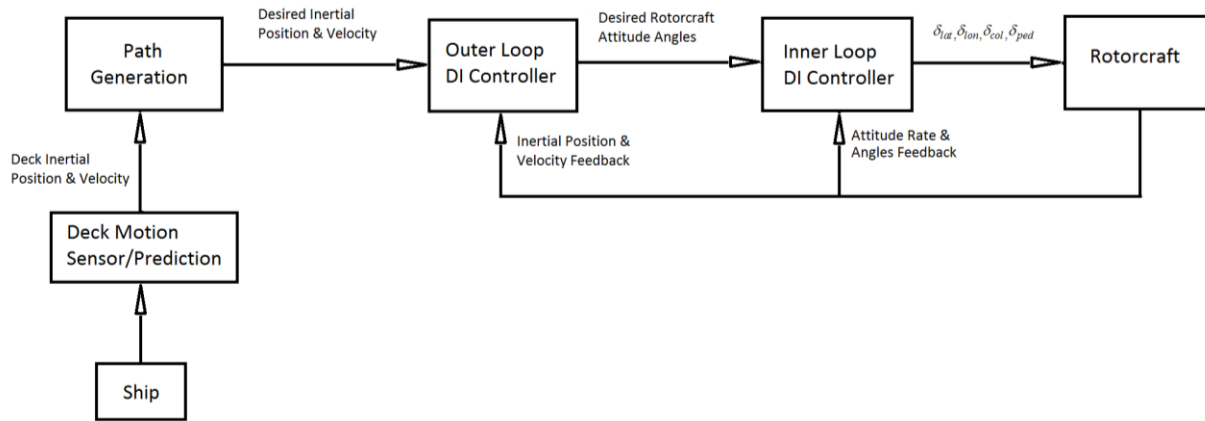 Desired Inertial
Position & Velocity
Desired Rotorcraft
Attitude Angles
δlat,δlon,δcol,δped
Path
Generation
Outer Loop
DI Controller
Inner Loop
DI Controller
Rotorcraft
Inertial Position &
Velocity Feedback
Attitude Rate &
Angles Feedback
Deck Inertial
Position & Velocity
Deck Motion
Sensor/Prediction
Ship